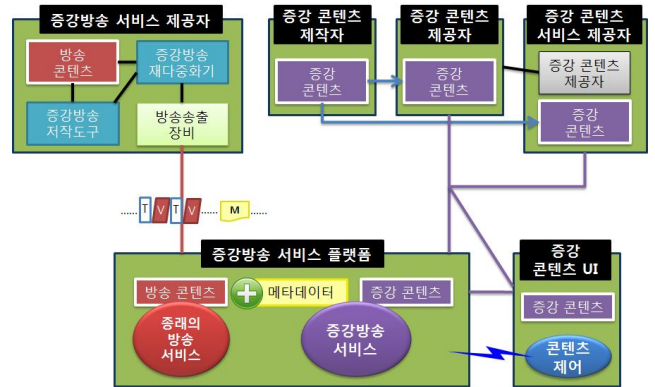 증강방송 서비스 제공자
방송
콘텐츠
증강방송
재다중화기
증강방송
저작도구
방송송출
장비
증강 콘텐츠
제작자
증강
콘텐츠
증강 콘텐츠
제공자
증강
콘텐츠
증강 콘텐츠
서비스 제공자
증강 콘텐츠
제공자
증강
콘텐츠
...... T V T V ...... M ......
증강방송 서비스 플랫폼
방송 콘텐츠
메타데이터
증강 콘텐츠
종래의
방송
서비스
증강방송
서비스
증강
콘텐츠 UI
증강 콘텐츠
콘텐츠
제어